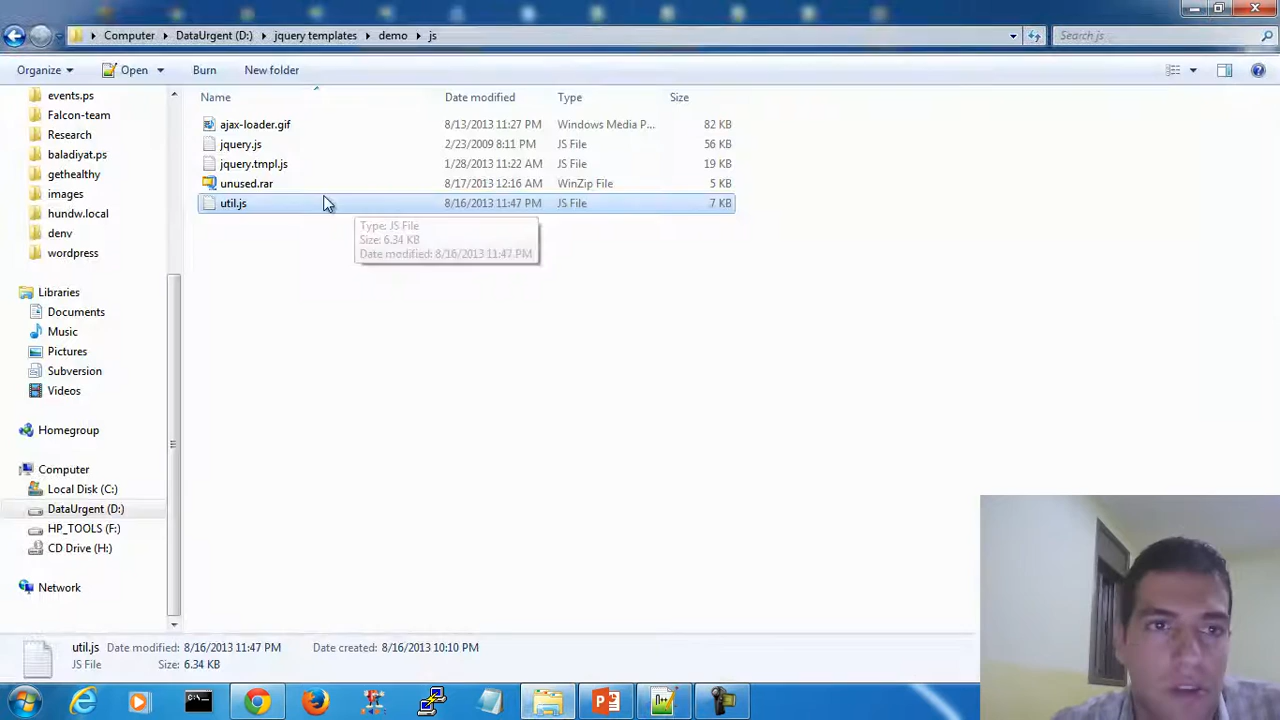 Computer DataUrgent (D:) jquery templates demo js Search js
Organize Open Burn New folder
Name Date modified Type Size
events.ps
Falcon-team
Research
baladiyat.ps
gethealthy
images
hundw.local
denv
wordpress
Libraries
Documents
Music
Pictures
Subversion
Videos
Homegroup
Computer
Local Disk (C:)
DataUrgent (D:)
HP_TOOLS (F:)
CD Drive (H:)
Network
ajax-loader.gif 8/13/2013 11:27 PM Windows Media P... 82 KB
jquery.js 2/23/2009 8:11 PM JS File 56 KB
jquery.tmpl.js 1/28/2013 11:22 AM JS File 19 KB
unused.rar 8/17/2013 12:16 AM WinZip File 5 KB
util.js 8/16/2013 11:47 PM JS File 7 KB
Type: JS File
Size: 6.34 KB
Date modified: 8/16/2013 11:47 PM
util.js Date modified: 8/16/2013 11:47 PM Date created: 8/16/2013 10:10 PM
JS File Size: 6.34 KB